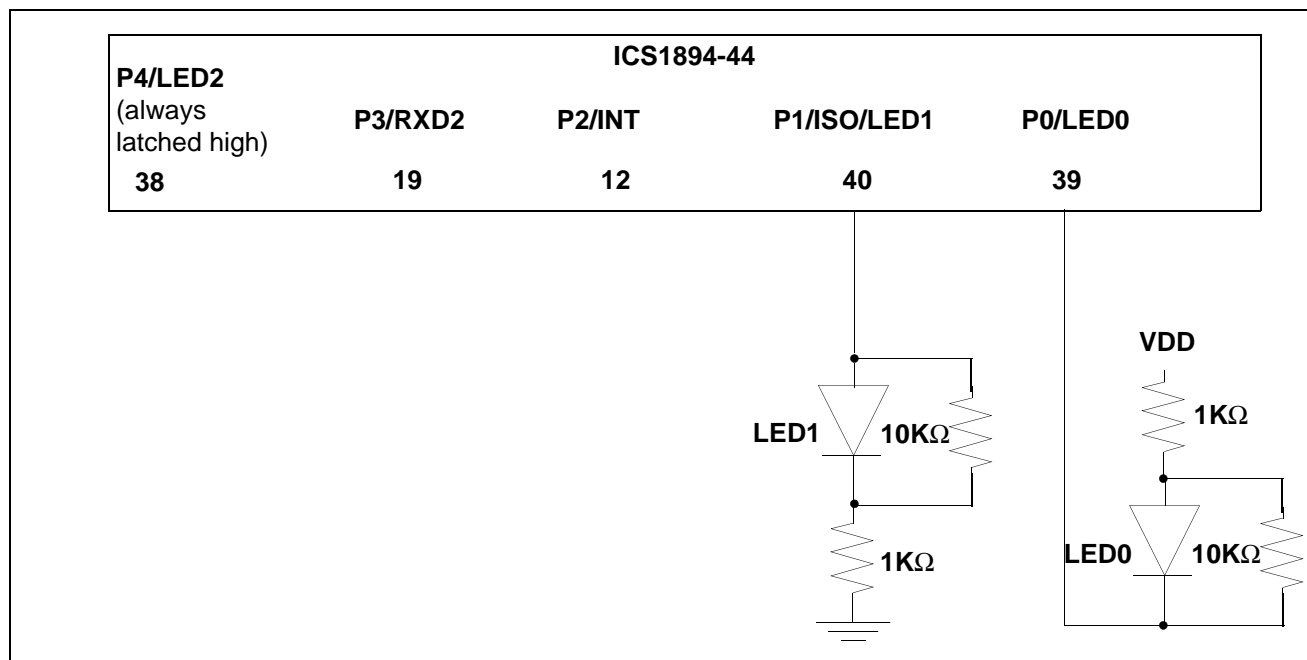 ICS1894-44
P4/LED2
(always
latched high)
P3/RXD2
P2/INT
P1/ISO/LED1
P0/LED0
38
19
12
40
39
VDD
1KΩ
LED1
10KΩ
1KΩ
LED0
10KΩ